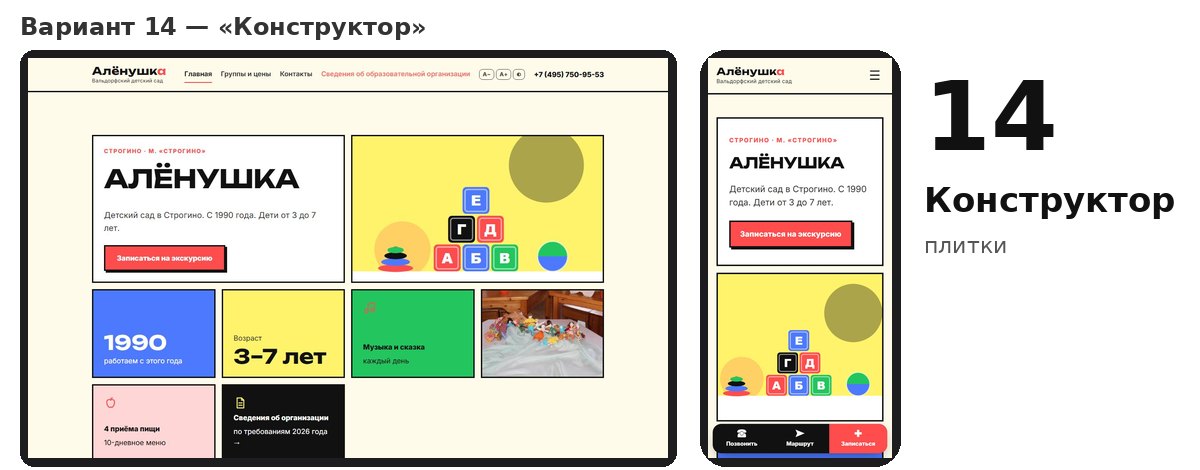 Вариант 14 — «Конструктор»
Алёнушка
Вальдорфский детский сад
Главная Группы и цены Контакты Сведения об образовательной организации A− A+ +7 (495) 750-95-53
СТРОГИНО · М. «СТРОГИНО»
АЛЁНУШКА
Детский сад в Строгино. С 1990 года. Дети от 3 до 7
лет.
Записаться на экскурсию
Е
Г Д
А Б В
1990
работаем с этого года
Возраст
3–7 лет
Музыка и сказка
каждый день
4 приёма пищи
10-дневное меню
Сведения об организации
по требованиям 2026 года
→
Алёнушка
Вальдорфский детский сад
СТРОГИНО · М. «СТРОГИНО»
АЛЁНУШКА
Детский сад в Строгино. С 1990
года. Дети от 3 до 7 лет.
Записаться на экскурсию
Е
Г Д
А Б В
Позвонить Маршрут Записаться
14
Конструктор
плитки